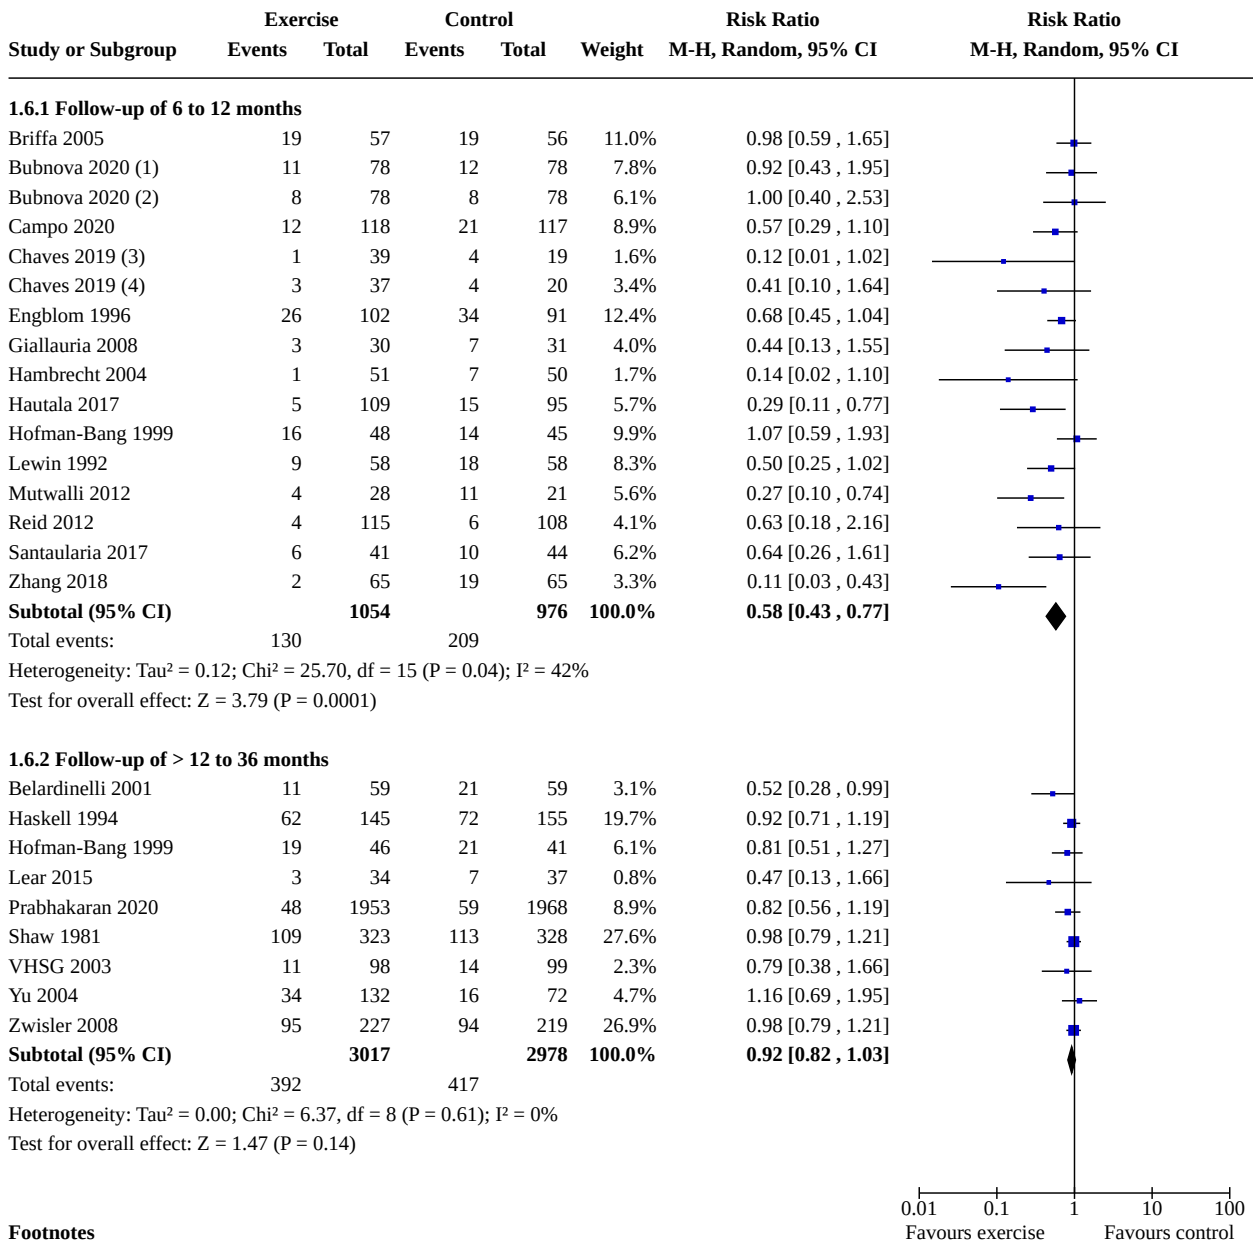 Exercise Control Risk Ratio Risk Ratio
Study or Subgroup Events Total Events Total Weight M-H, Random, 95% CI M-H, Random, 95% CI
1.6.1 Follow-up of 6 to 12 months
Briffa 2005 19 57 19 56 11.0% 0.98 [0.59 , 1.65]
Bubnova 2020 (1) 11 78 12 78 7.8% 0.92 [0.43 , 1.95]
Bubnova 2020 (2) 8 78 8 78 6.1% 1.00 [0.40 , 2.53]
Campo 2020 12 118 21 117 8.9% 0.57 [0.29 , 1.10]
Chaves 2019 (3) 1 39 4 19 1.6% 0.12 [0.01 , 1.02]
Chaves 2019 (4) 3 37 4 20 3.4% 0.41 [0.10 , 1.64]
Engblom 1996 26 102 34 91 12.4% 0.68 [0.45 , 1.04]
Giallauria 2008 3 30 7 31 4.0% 0.44 [0.13 , 1.55]
Hambrecht 2004 1 51 7 50 1.7% 0.14 [0.02 , 1.10]
Hautala 2017 5 109 15 95 5.7% 0.29 [0.11 , 0.77]
Hofman-Bang 1999 16 48 14 45 9.9% 1.07 [0.59 , 1.93]
Lewin 1992 9 58 18 58 8.3% 0.50 [0.25 , 1.02]
Mutwalli 2012 4 28 11 21 5.6% 0.27 [0.10 , 0.74]
Reid 2012 4 115 6 108 4.1% 0.63 [0.18 , 2.16]
Santaularia 2017 6 41 10 44 6.2% 0.64 [0.26 , 1.61]
Zhang 2018 2 65 19 65 3.3% 0.11 [0.03 , 0.43]
Subtotal (95% CI) 1054 976 100.0% 0.58 [0.43 , 0.77]
Total events: 130 209
Heterogeneity: Tau² = 0.12; Chi² = 25.70, df = 15 (P = 0.04); I² = 42%
Test for overall effect: Z = 3.79 (P = 0.0001)
1.6.2 Follow-up of > 12 to 36 months
Belardinelli 2001 11 59 21 59 3.1% 0.52 [0.28 , 0.99]
Haskell 1994 62 145 72 155 19.7% 0.92 [0.71 , 1.19]
Hofman-Bang 1999 19 46 21 41 6.1% 0.81 [0.51 , 1.27]
Lear 2015 3 34 7 37 0.8% 0.47 [0.13 , 1.66]
Prabhakaran 2020 48 1953 59 1968 8.9% 0.82 [0.56 , 1.19]
Shaw 1981 109 323 113 328 27.6% 0.98 [0.79 , 1.21]
VHSG 2003 11 98 14 99 2.3% 0.79 [0.38 , 1.66]
Yu 2004 34 132 16 72 4.7% 1.16 [0.69 , 1.95]
Zwisler 2008 95 227 94 219 26.9% 0.98 [0.79 , 1.21]
Subtotal (95% CI) 3017 2978 100.0% 0.92 [0.82 , 1.03]
Total events: 392 417
Heterogeneity: Tau² = 0.00; Chi² = 6.37, df = 8 (P = 0.61); I² = 0%
Test for overall effect: Z = 1.47 (P = 0.14)
0.01 0.1 1 10 100
Footnotes Favours exercise Favours control